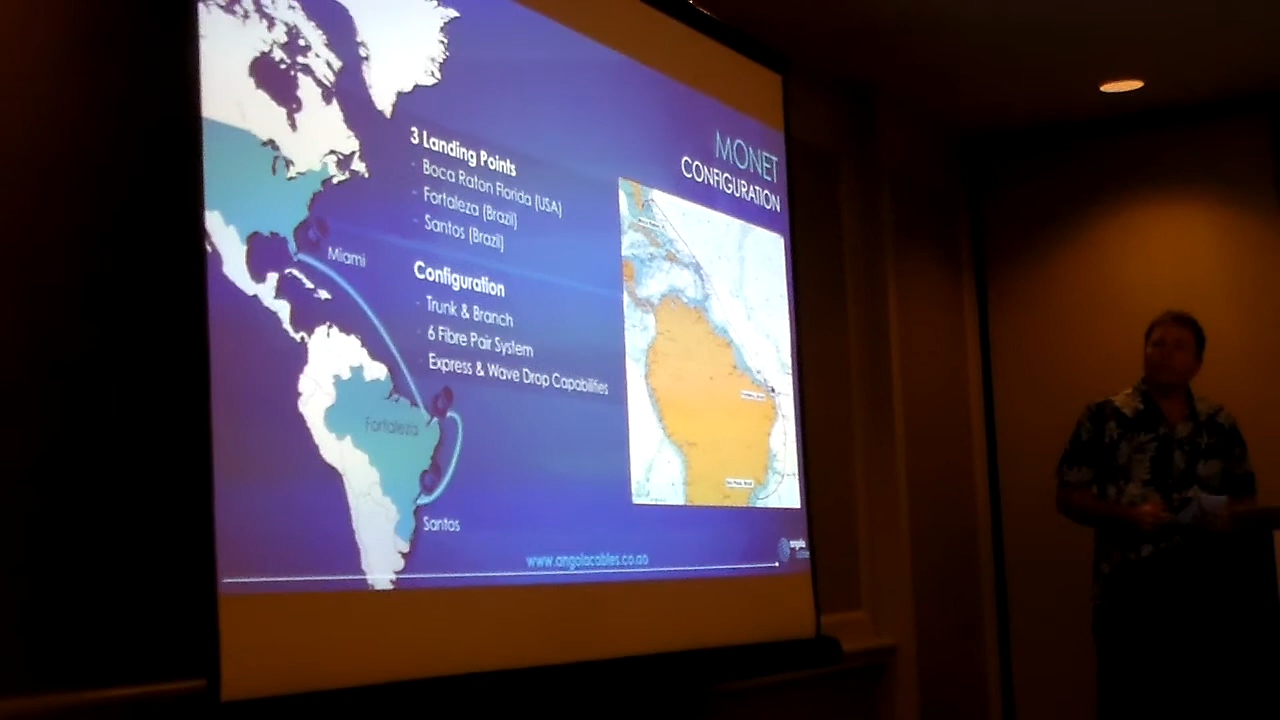 MONET
CONFIGURATION
3 Landing Points
- Boca Raton Florida (USA)
- Fortaleza (Brazil)
- Santos (Brazil)
Configuration
- Trunk & Branch
- 6 Fibre Pair System
- Express & Wave Drop Capabilities
Miami
Fortaleza
Santos
www.angolacables.co.ao
angola